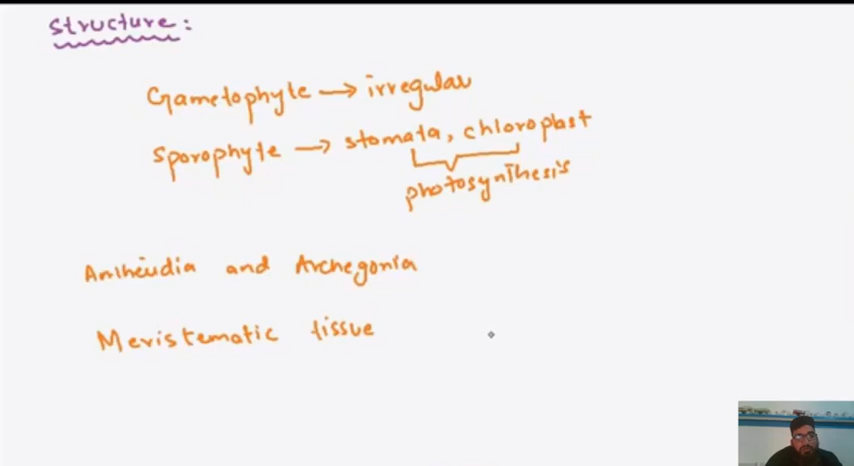 Structure:
Gametophyte → irregular
Sporophyte → stomata, chloroplast
photosynthesis
Antheridia and Archegonia
Meristematic tissue